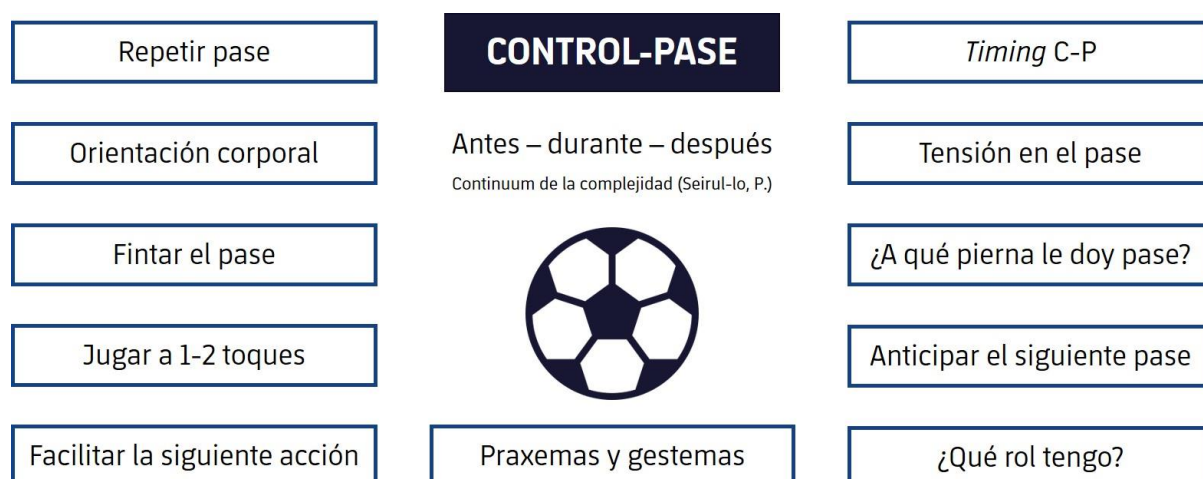 Repetir pase
CONTROL-PASE
Timing C-P
Orientación corporal
Antes – durante – después
Continuum de la complejidad (Seirul-lo, P.)
Tensión en el pase
Fintar el pase
¿A qué pierna le doy pase?
Jugar a 1-2 toques
Anticipar el siguiente pase
Facilitar la siguiente acción
Praxemas y gestemas
¿Qué rol tengo?